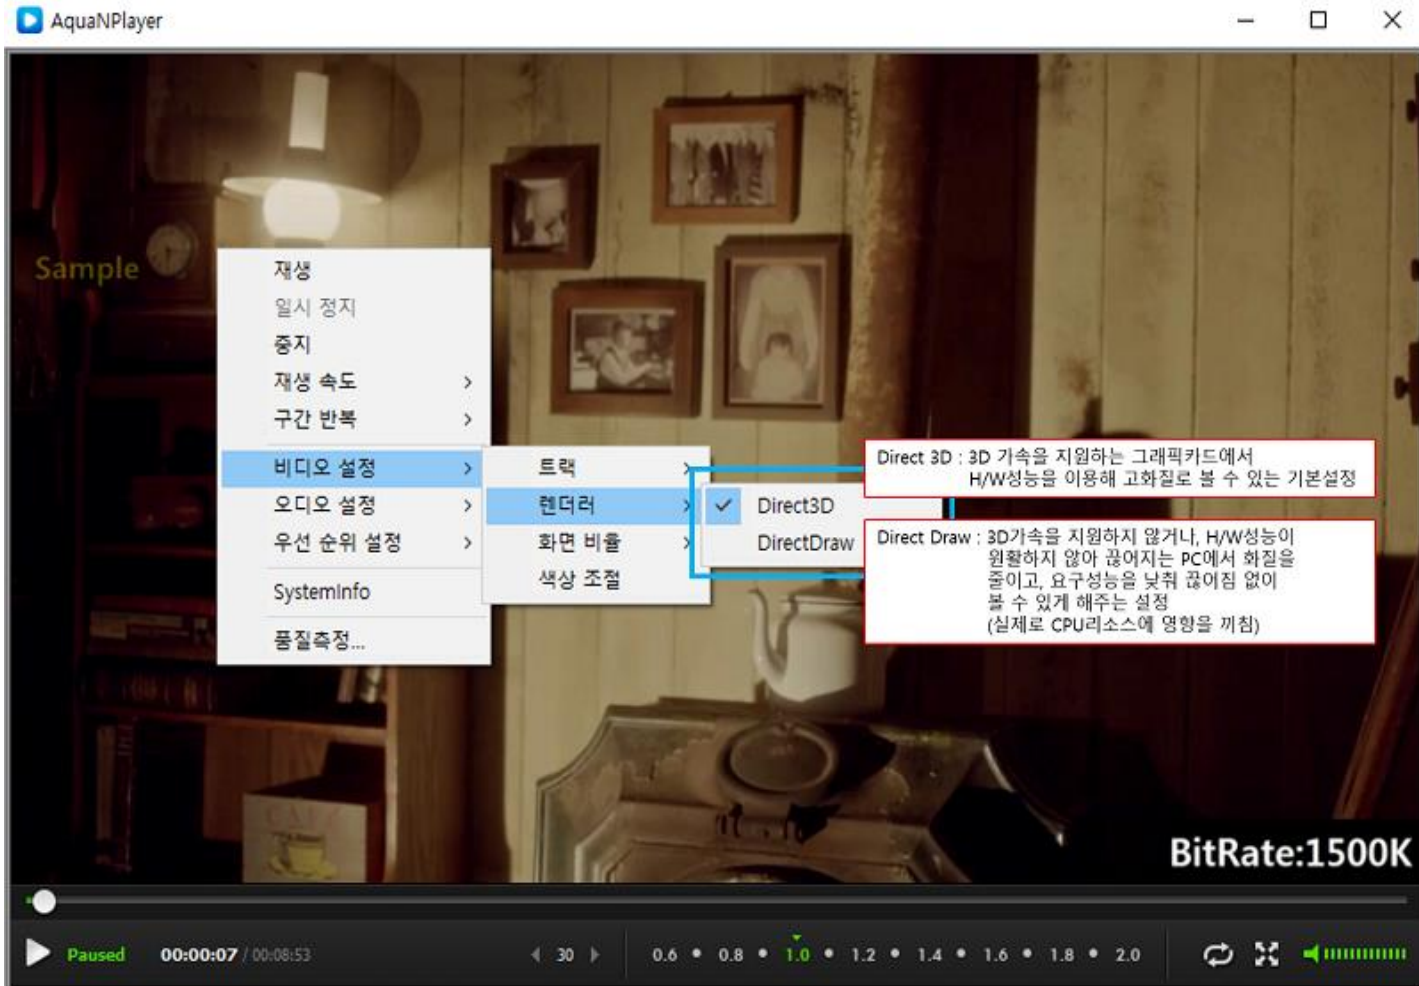 AquaNPlayer
Sample
재생
일시 정지
중지
재생 속도
구간 반복
비디오 설정
오디오 설정
우선 순위 설정
SystemInfo
품질측정...
트랙
렌더러
화면 비율
색상 조절
Direct3D
DirectDraw
Direct 3D : 3D 가속을 지원하는 그래픽카드에서
H/W성능을 이용해 고화질로 볼 수 있는 기본설정
Direct Draw : 3D가속을 지원하지 않거나, H/W성능이
원활하지 않아 끊어지는 PC에서 화질을
줄이고, 요구성능을 낮춰 끊어짐 없이
볼 수 있게 해주는 설정
(실제로 CPU리소스에 영향을 끼침)
BitRate:1500K
Paused 00:00:07 / 00:08:53 30 0.6 0.8 1.0 1.2 1.4 1.6 1.8 2.0